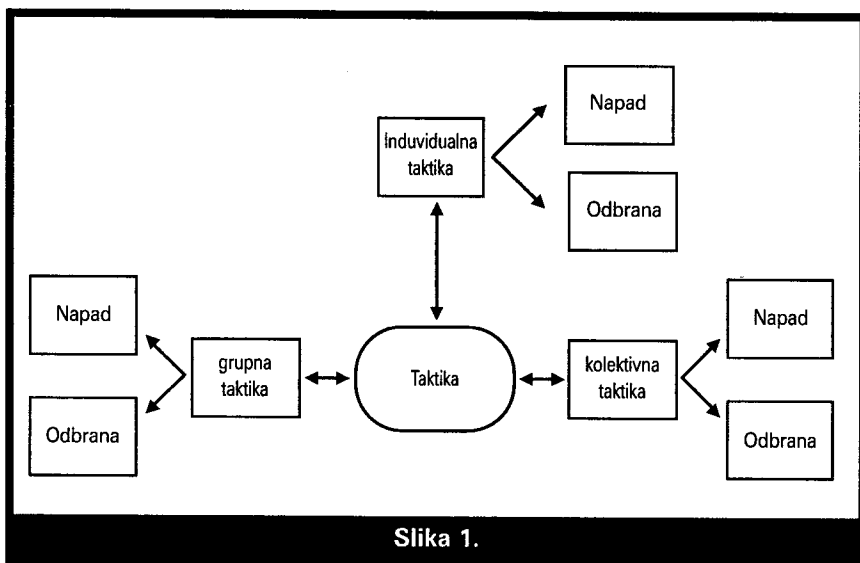 Napad
Induvidualna
taktika
Odbrana
Napad
Napad
grupna
taktika
Taktika
kolektivna
taktika
Odbrana
Odbrana
Slika 1.